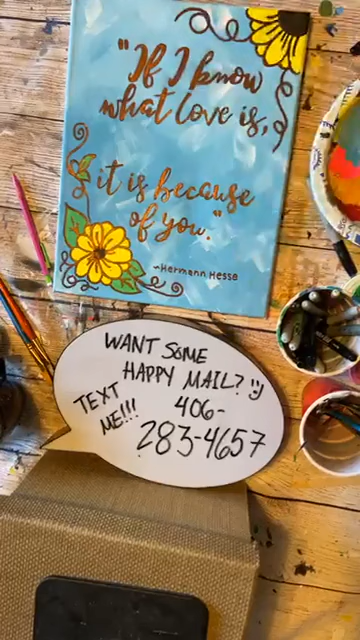 "If I know
what love is,
it is because
of you."
~Hermann Hesse
WANT SOME
HAPPY MAIL? :)
TEXT
ME!!!
406-
283-4657